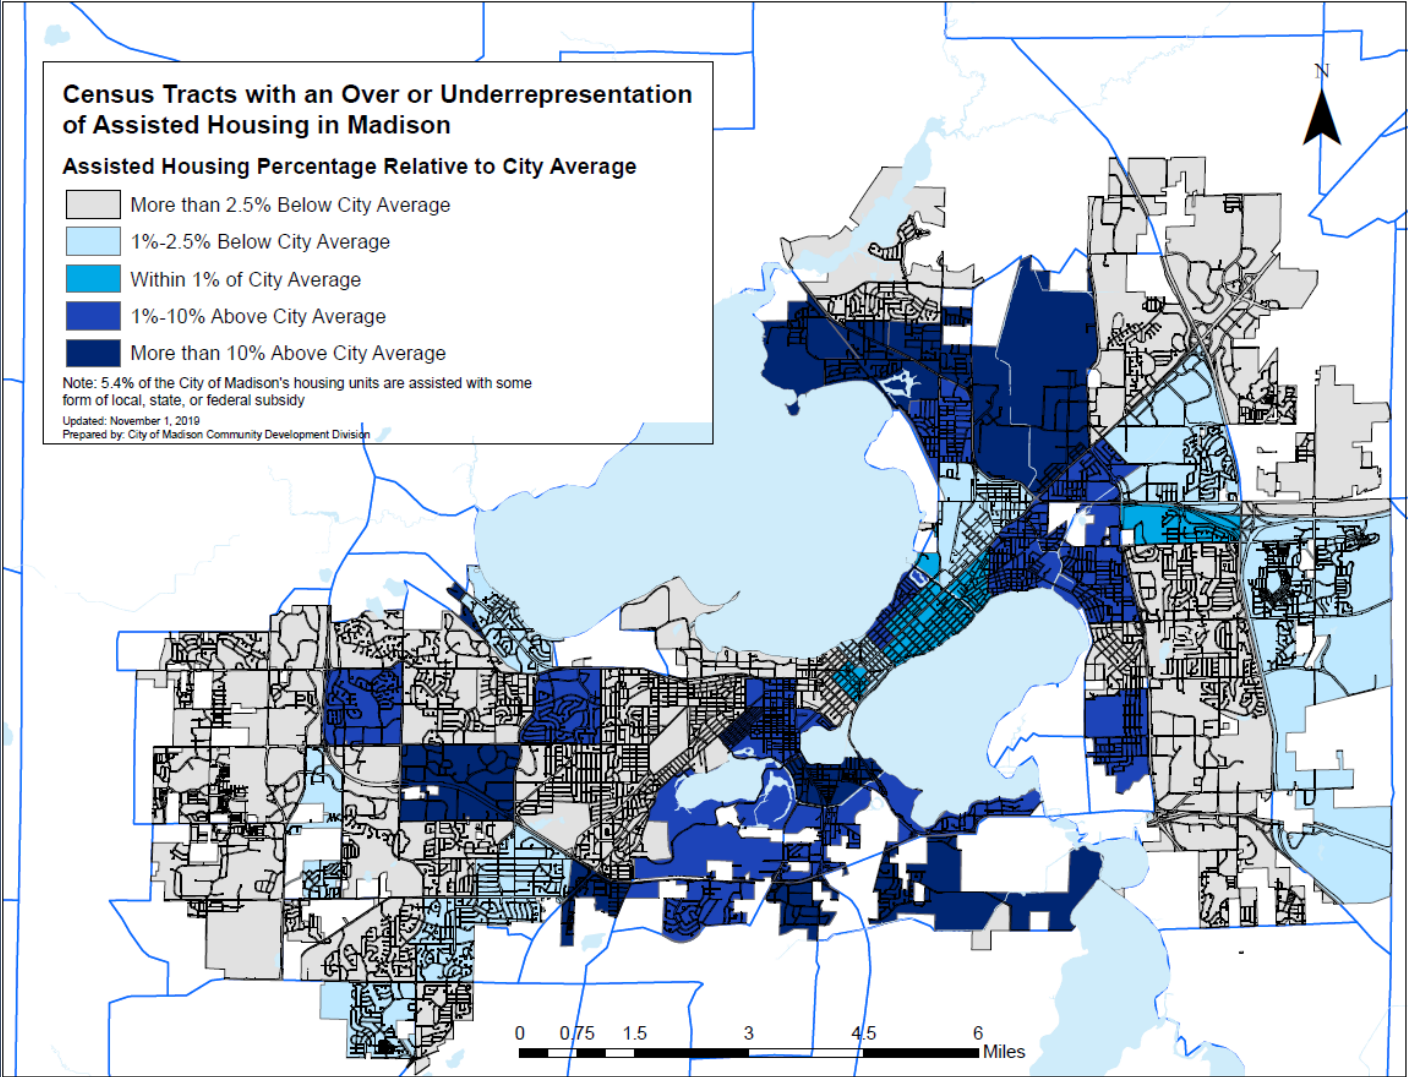 Census Tracts with an Over or Underrepresentation
of Assisted Housing in Madison
Assisted Housing Percentage Relative to City Average
More than 2.5% Below City Average
1%-2.5% Below City Average
Within 1% of City Average
1%-10% Above City Average
More than 10% Above City Average
Note: 5.4% of the City of Madison's housing units are assisted with some
form of local, state, or federal subsidy
Updated: November 1, 2019
Prepared by: City of Madison Community Development Division
N
0 0.75 1.5 3 4.5 6
Miles